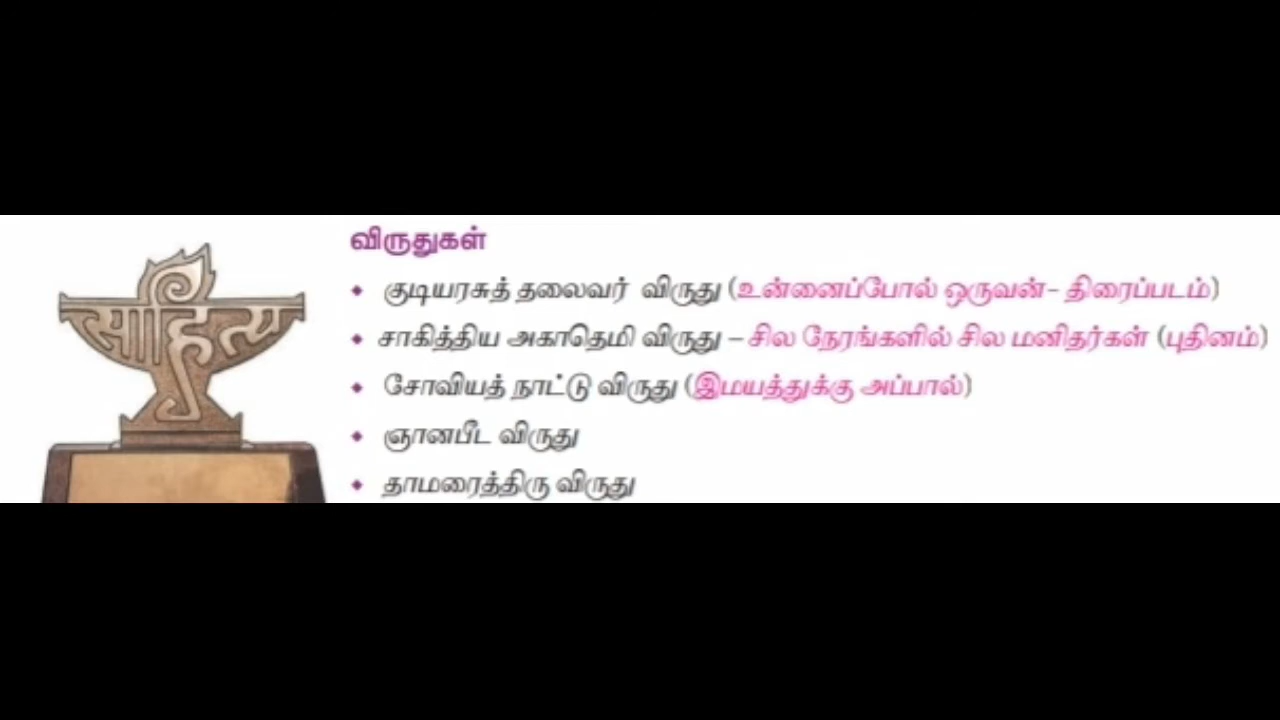 साहित्य
விருதுகள்
◆ குடியரசுத் தலைவர் விருது (உன்னைப்போல் ஒருவன்– திரைப்படம்)
◆ சாகித்திய அகாதெமி விருது – சில நேரங்களில் சில மனிதர்கள் (புதினம்)
◆ சோவியத் நாட்டு விருது (இமயத்துக்கு அப்பால்)
◆ ஞானபீட விருது
◆ தாமரைத்திரு விருது